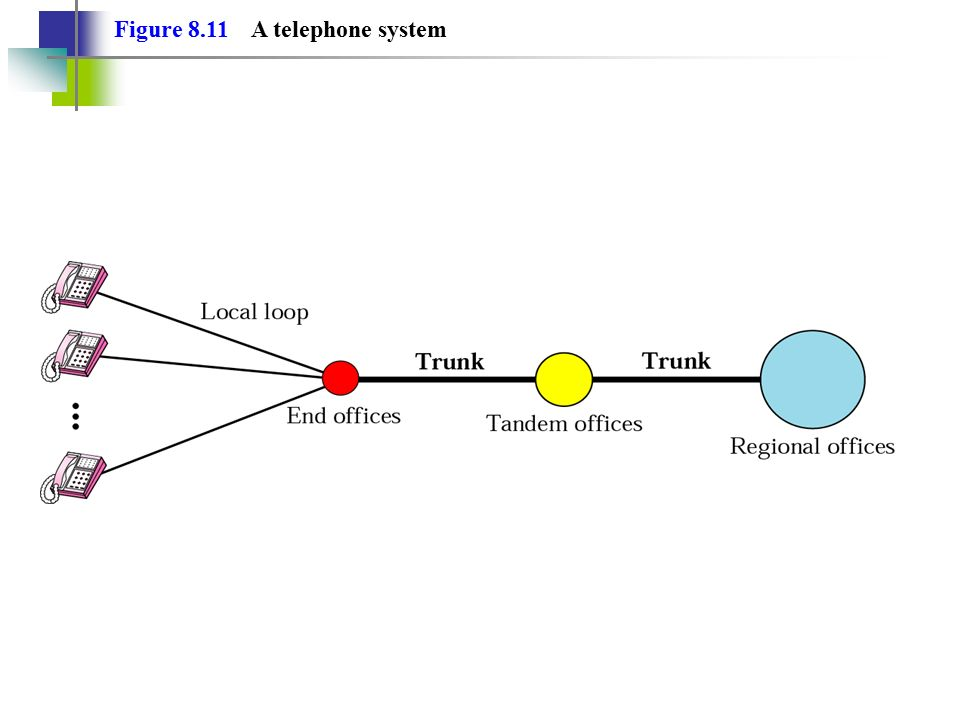 Figure 8.11 A telephone system
Local loop
Trunk
Trunk
End offices
Tandem offices
Regional offices